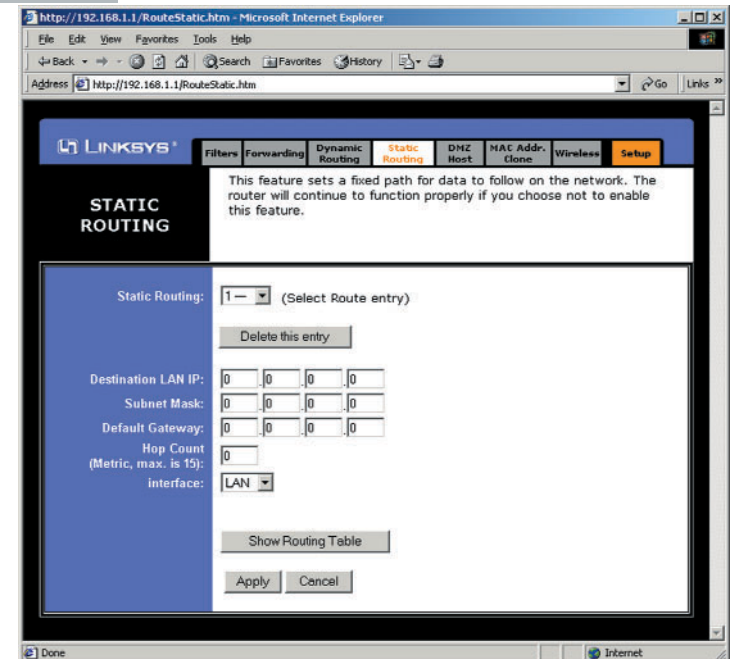 http://192.168.1.1/RouteStatic.htm - Microsoft Internet Explorer
File Edit View Favorites Tools Help
Back Search Favorites History
Address http://192.168.1.1/RouteStatic.htm Go Links »
LINKSYS®
Filters Forwarding Dynamic Routing Static Routing DMZ Host MAC Addr. Clone Wireless Setup
STATIC ROUTING
This feature sets a fixed path for data to follow on the network. The
router will continue to function properly if you choose not to enable
this feature.
Static Routing: 1 — (Select Route entry)
Delete this entry
Destination LAN IP: 0 . 0 . 0 . 0
Subnet Mask: 0 . 0 . 0 . 0
Default Gateway: 0 . 0 . 0 . 0
Hop Count
(Metric, max. is 15): 0
interface: LAN
Show Routing Table
Apply Cancel
Done Internet